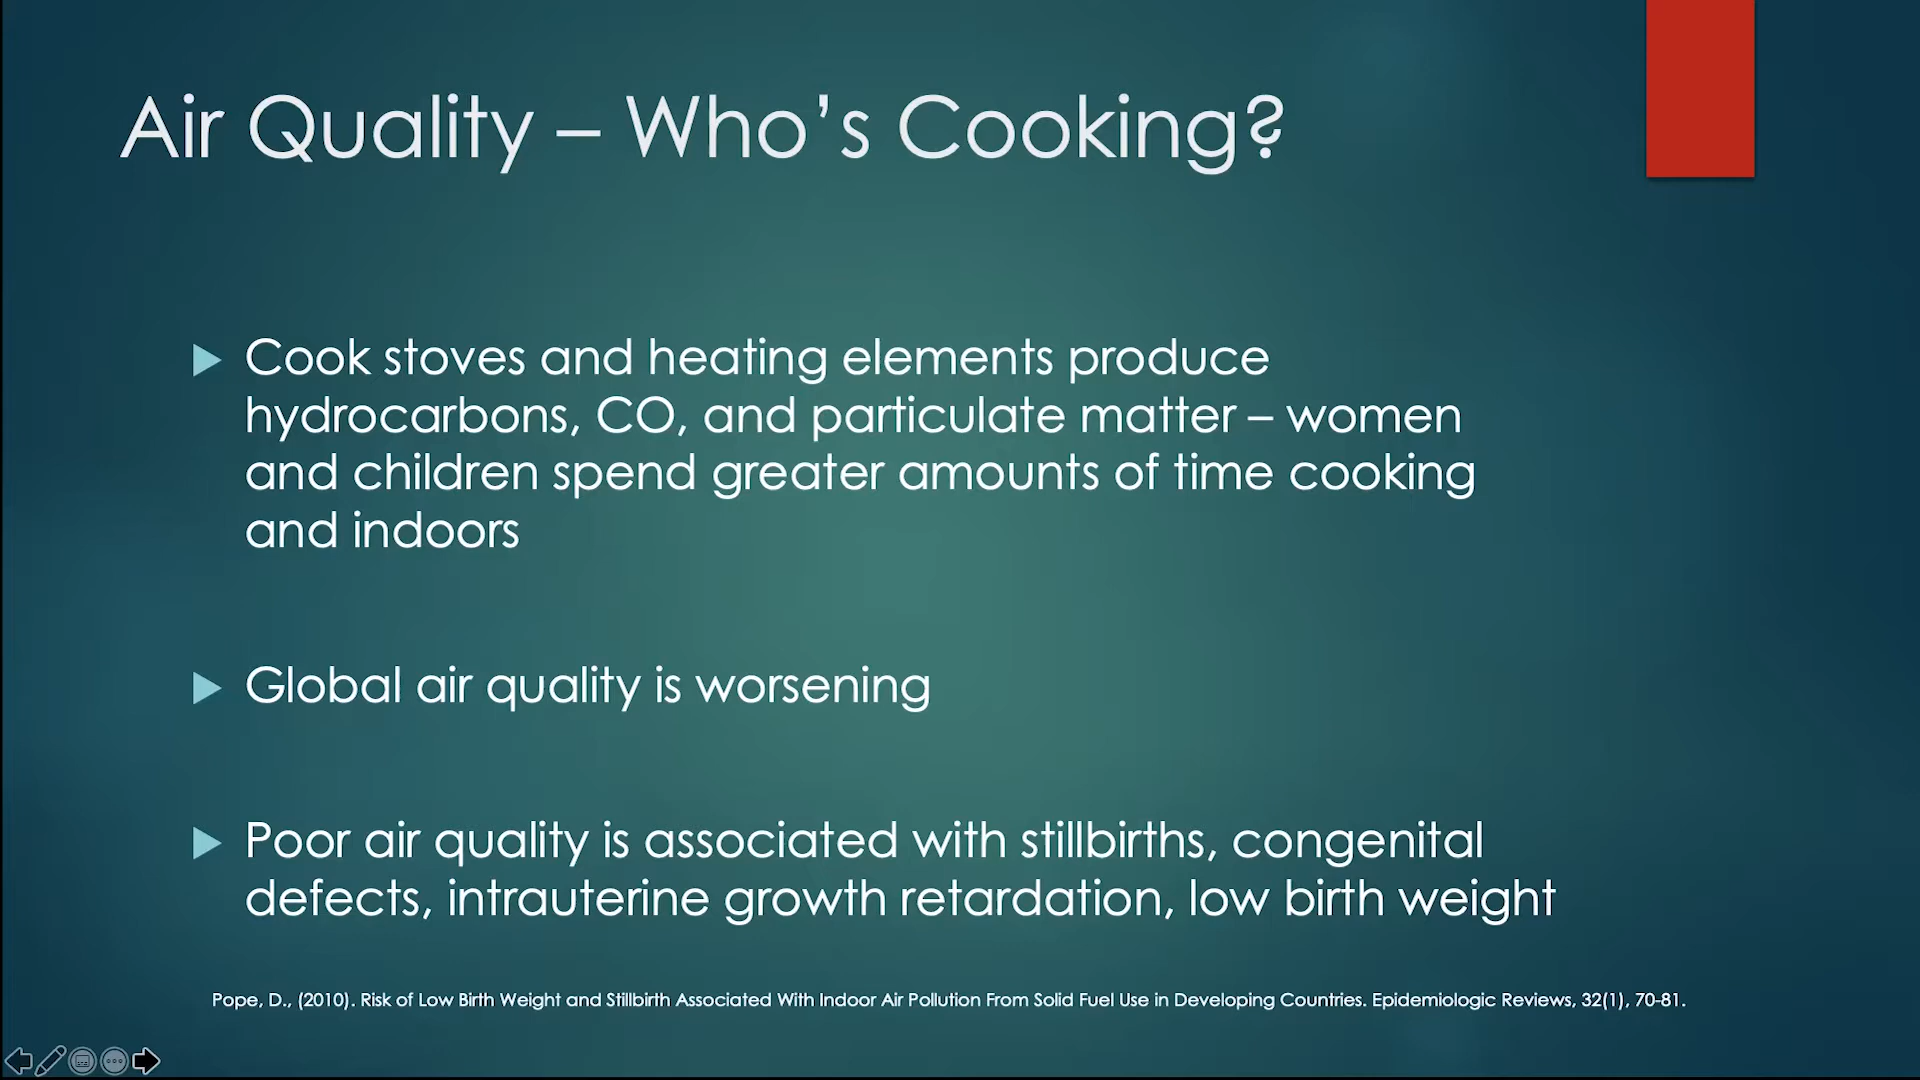 Air Quality – Who’s Cooking?
Cook stoves and heating elements produce
hydrocarbons, CO, and particulate matter – women
and children spend greater amounts of time cooking
and indoors
Global air quality is worsening
Poor air quality is associated with stillbirths, congenital
defects, intrauterine growth retardation, low birth weight
Pope, D., (2010). Risk of Low Birth Weight and Stillbirth Associated With Indoor Air Pollution From Solid Fuel Use in Developing Countries. Epidemiologic Reviews, 32(1), 70-81.